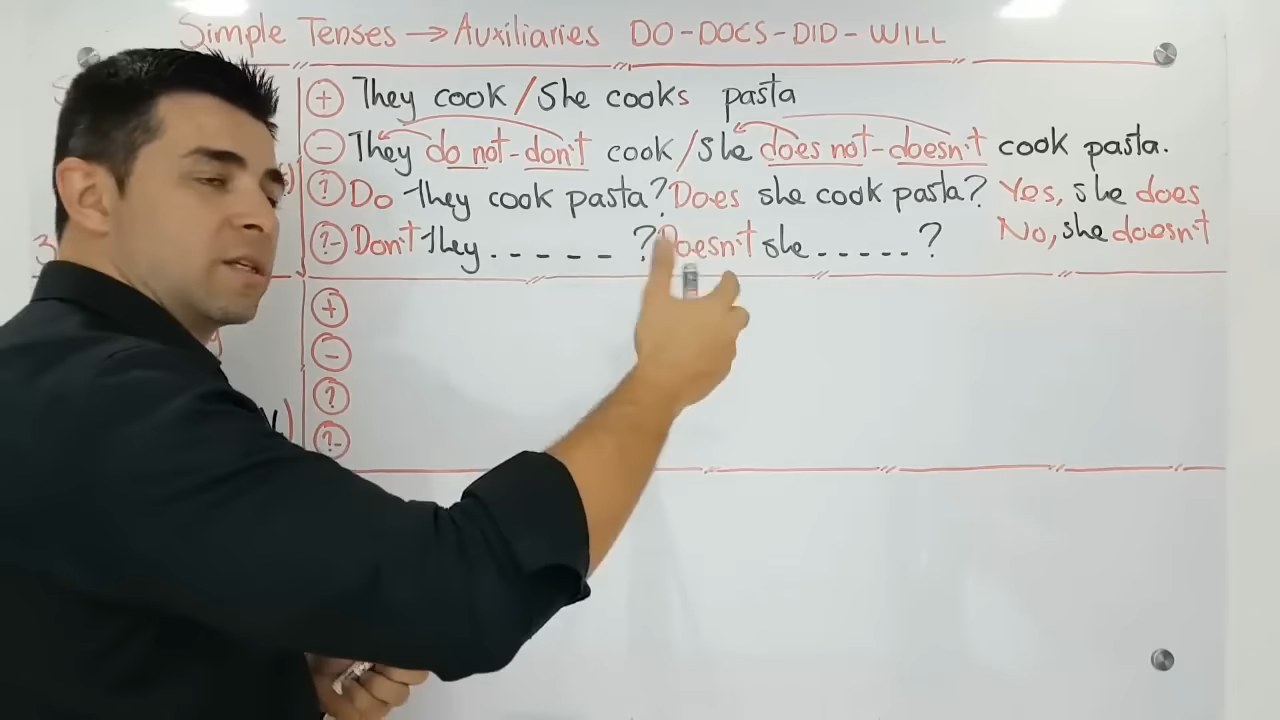 Simple Tenses → Auxiliaries DO-DOCS-DID-WILL
(+) They cook/She cooks pasta
(-) They do not-don't cook/she does not-doesn't cook pasta.
(?) Do they cook pasta? Does she cook pasta? Yes, she does
(?-) Don't they - - - - - ? Doesn't she - - - - - ? No, she doesn't
(+)
(-)
(?)
(?-)